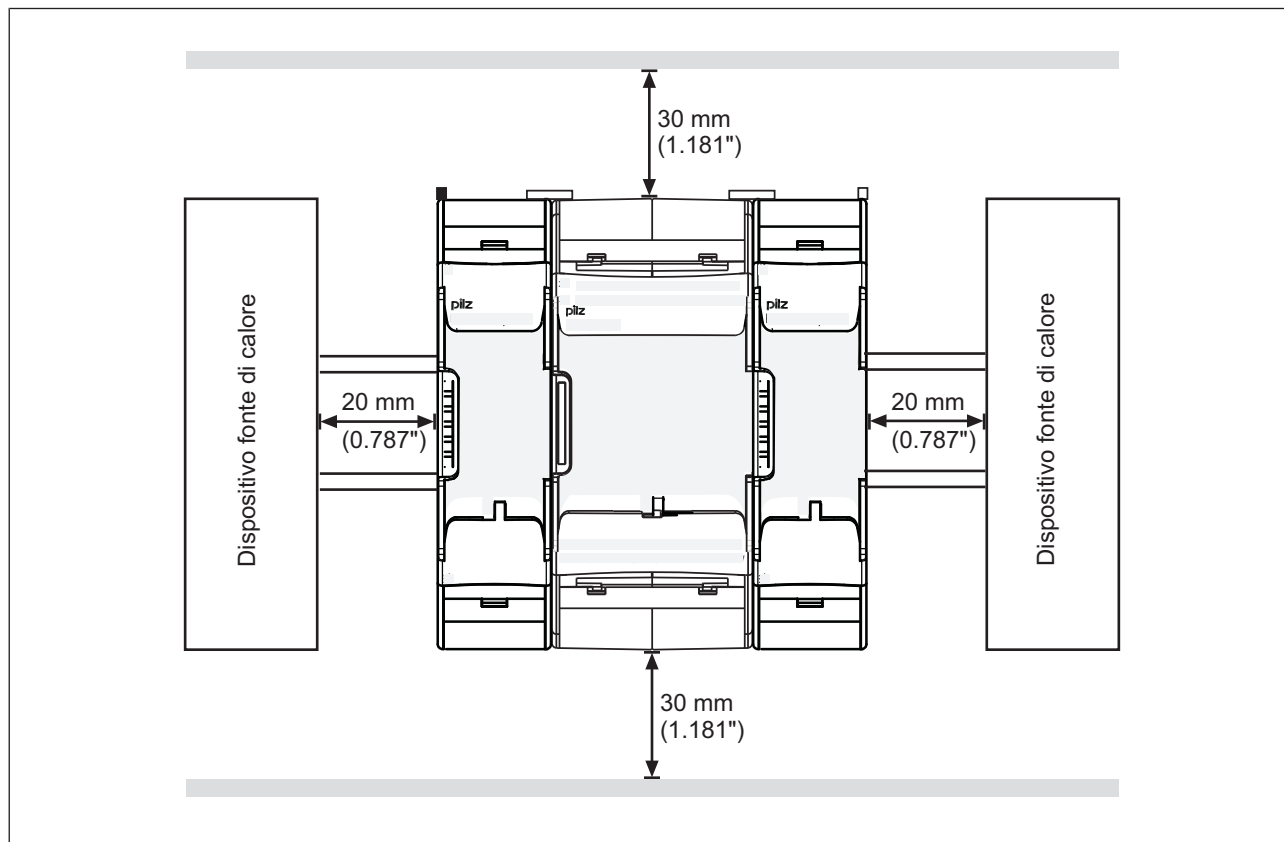 30 mm
(1.181")
Dispositivo fonte di calore
pilz
pilz
pilz
Dispositivo fonte di calore
20 mm
(0.787")
20 mm
(0.787")
30 mm
(1.181")